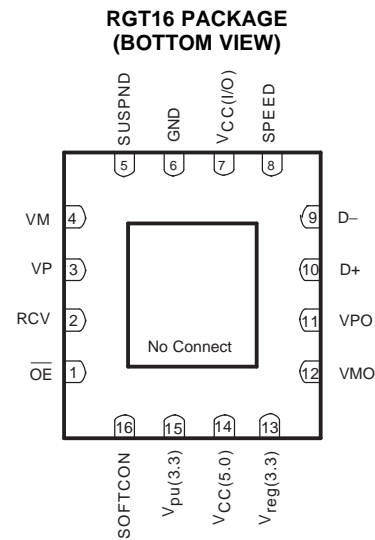 RGT16 PACKAGE
(BOTTOM VIEW)
SUSPND
GND
VCC(I/O)
SPEED
5
6
7
8
VM 4
9 D−
VP 3
10 D+
RCV 2
11 VPO
No Connect
OE 1
12 VMO
16
15
14
13
SOFTCON
Vpu(3.3)
VCC(5.0)
Vreg(3.3)